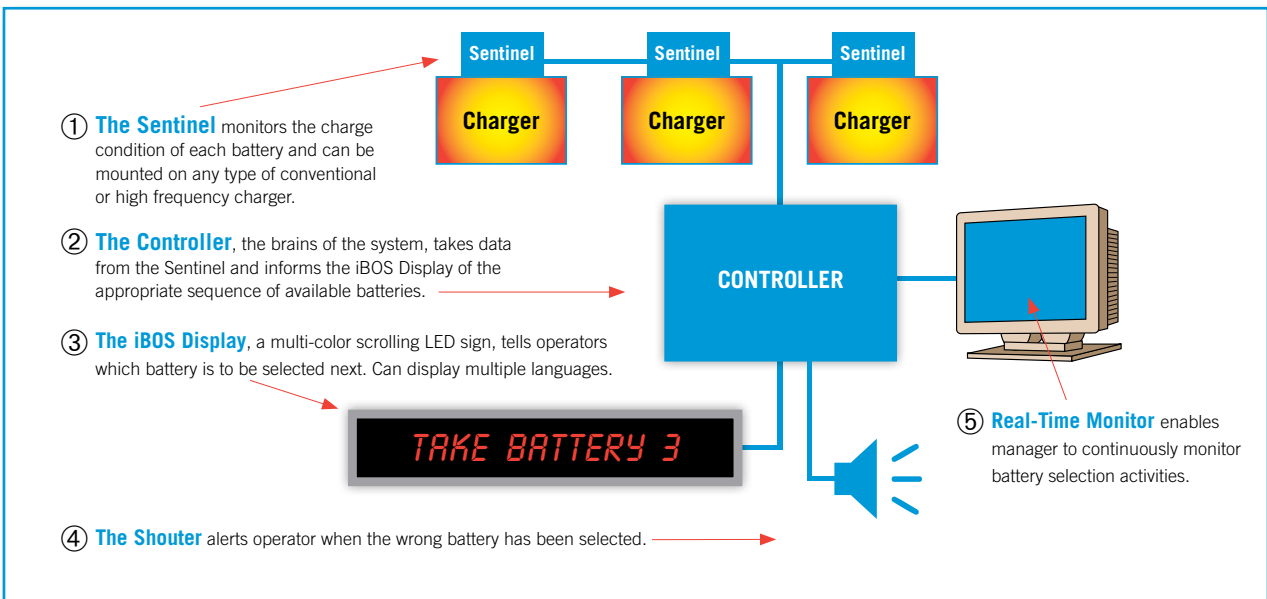 Sentinel Sentinel Sentinel
Charger Charger Charger
① The Sentinel monitors the charge
condition of each battery and can be
mounted on any type of conventional
or high frequency charger.
② The Controller, the brains of the system, takes data
from the Sentinel and informs the iBOS Display of the
appropriate sequence of available batteries.
CONTROLLER
③ The iBOS Display, a multi-color scrolling LED sign, tells operators
which battery is to be selected next. Can display multiple languages.
TAKE BATTERY 3
④ The Shouter alerts operator when the wrong battery has been selected.
⑤ Real-Time Monitor enables
manager to continuously monitor
battery selection activities.